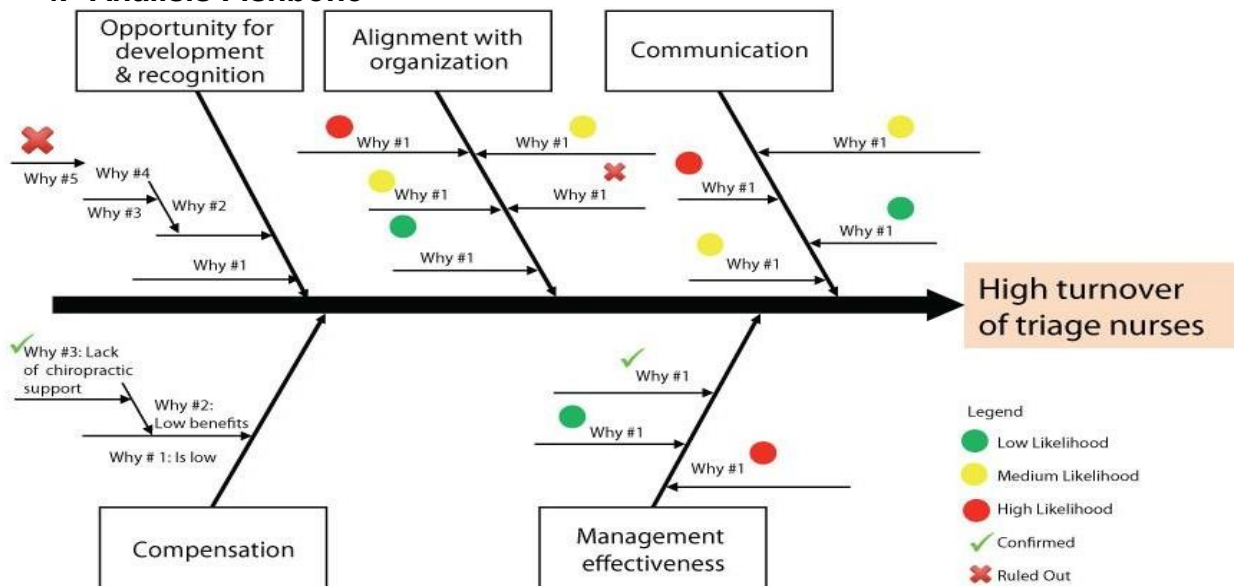 Opportunity for
development
& recognition
Alignment with
organization
Communication
Why #5
Why #4
Why #3
Why #2
Why #1
Why #1
Why #1
Why #1
Why #1
Why #1
Why #1
Why #1
Why #1
Why #1
High turnover
of triage nurses
Why #3: Lack
of chiropractic
support
Why #2:
Low benefits
Why # 1: Is low
Why #1
Why #1
Why #1
Compensation
Management
effectiveness
Legend
Low Likelihood
Medium Likelihood
High Likelihood
Confirmed
Ruled Out